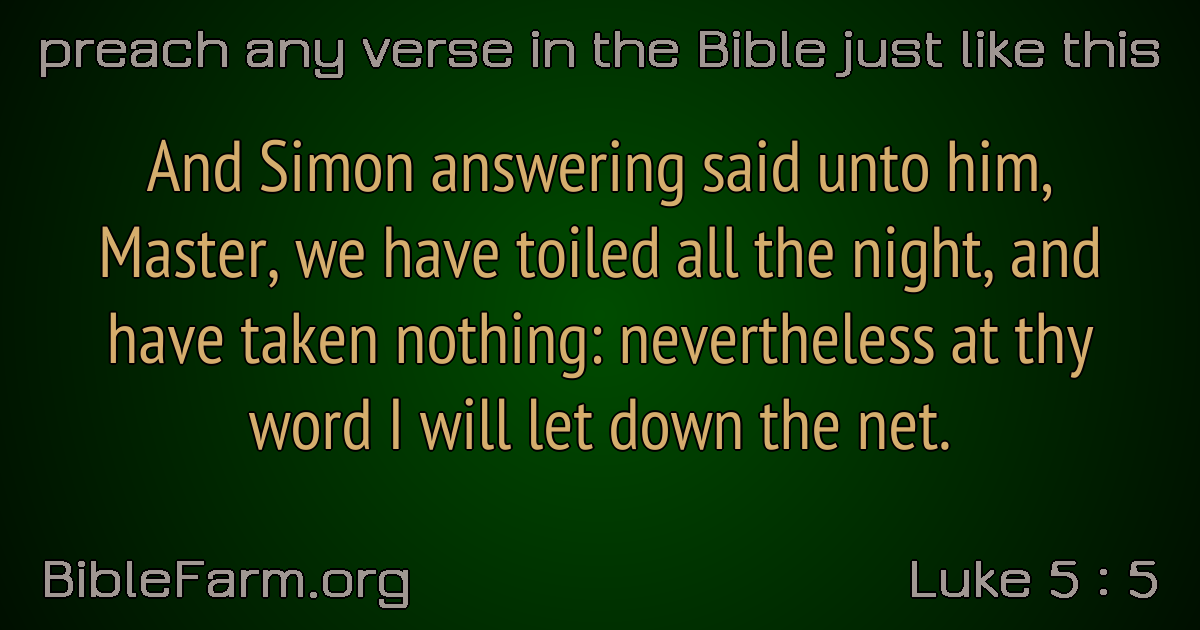 preach any verse in the Bible just like this
And Simon answering said unto him,
Master, we have toiled all the night, and
have taken nothing: nevertheless at thy
word I will let down the net.
BibleFarm.org
Luke 5 : 5